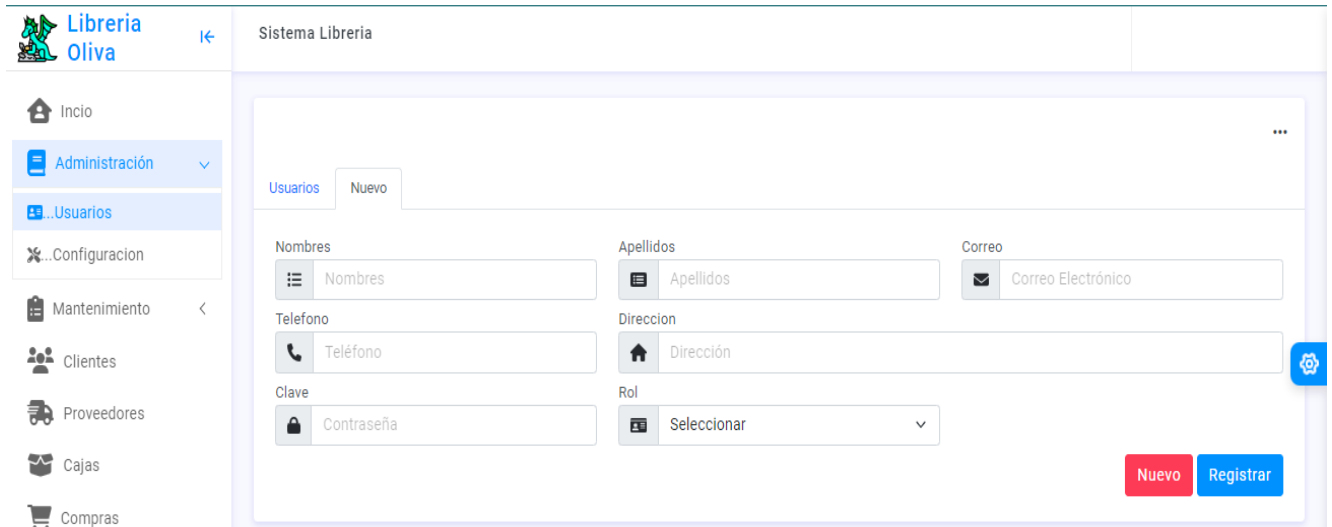 Libreria
Oliva
Sistema Libreria
Incio
Administración
...Usuarios
...Configuracion
Mantenimiento
Clientes
Proveedores
Cajas
Compras
...
Usuarios Nuevo
Nombres Apellidos Correo
Nombres Apellidos Correo Electrónico
Telefono Direccion
Teléfono Dirección
Clave Rol
Contraseña Seleccionar
Nuevo Registrar